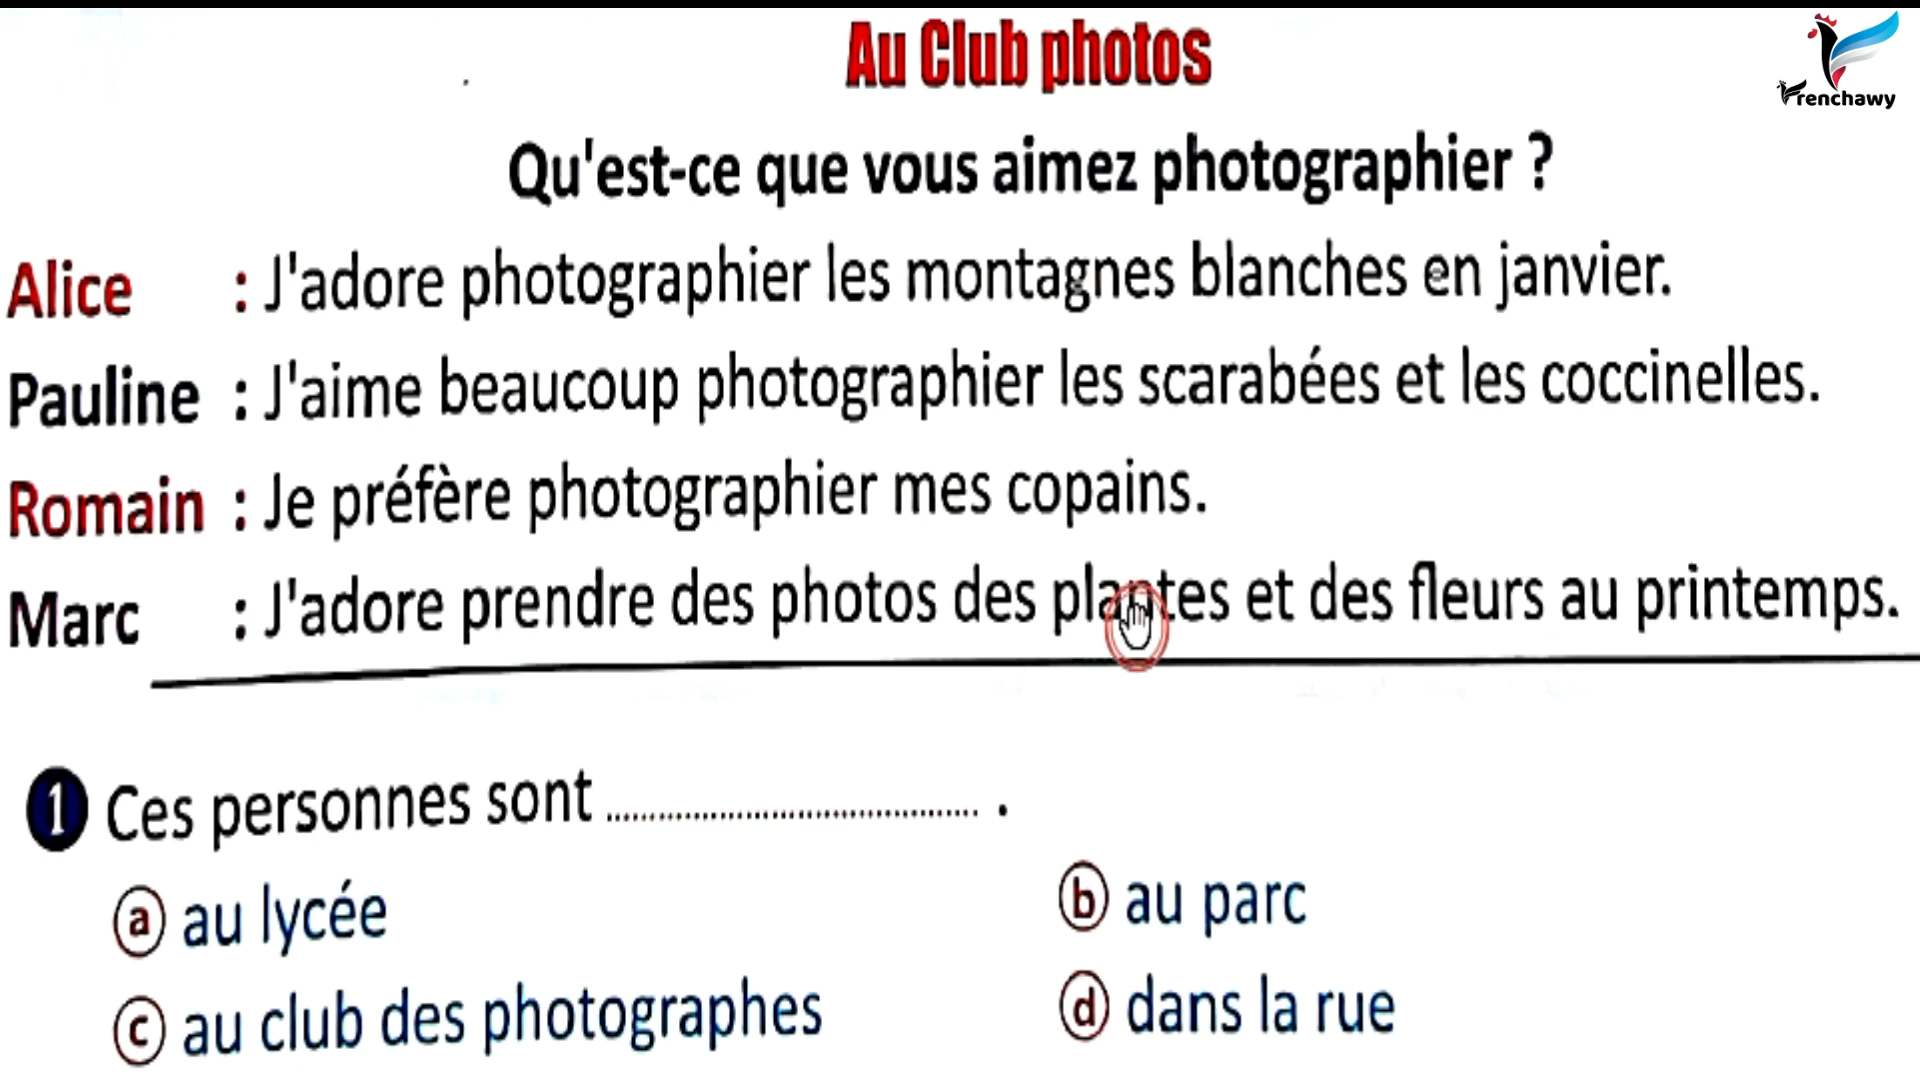 Au Club photos
Frenchawy
Qu'est-ce que vous aimez photographier ?
Alice : J'adore photographier les montagnes blanches en janvier.
Pauline : J'aime beaucoup photographier les scarabées et les coccinelles.
Romain : Je préfère photographier mes copains.
Marc : J'adore prendre des photos des plantes et des fleurs au printemps.
1 Ces personnes sont .................................... .
a au lycée
b au parc
c au club des photographes
d dans la rue